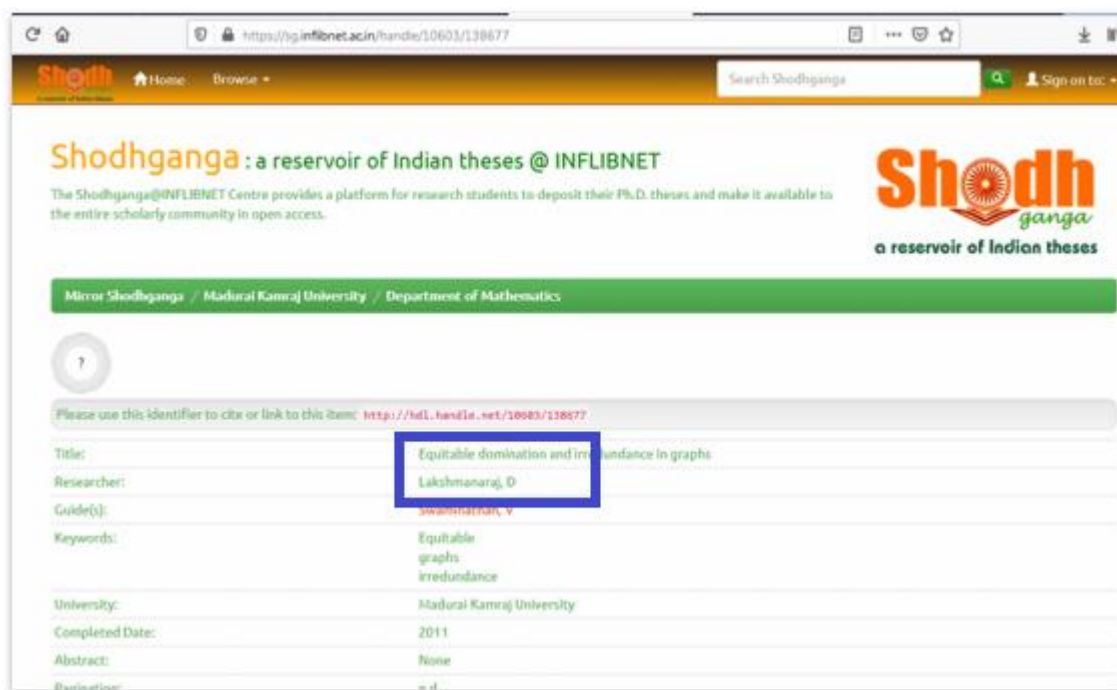 https://sg.inflibnet.ac.in/handle/10603/138677
Shodh Home Browse Search Shodhganga Sign on to:
Shodhganga : a reservoir of Indian theses @ INFLIBNET
The Shodhganga@INFLIBNET Centre provides a platform for research students to deposit their Ph.D. theses and make it available to
the entire scholarly community in open access.
Shodh
ganga
a reservoir of Indian theses
Mirror Shodhganga / Madurai Kamraj University / Department of Mathematics
?
Please use this identifier to cite or link to this item: http://hdl.handle.net/10603/138677
Title: Equitable domination and irredundance in graphs
Researcher: Lakshmanaraj, D
Guide(s): Swaminathan, V
Keywords: Equitable
graphs
irredundance
University: Madurai Kamraj University
Completed Date: 2011
Abstract: None
Pagination: n.d.